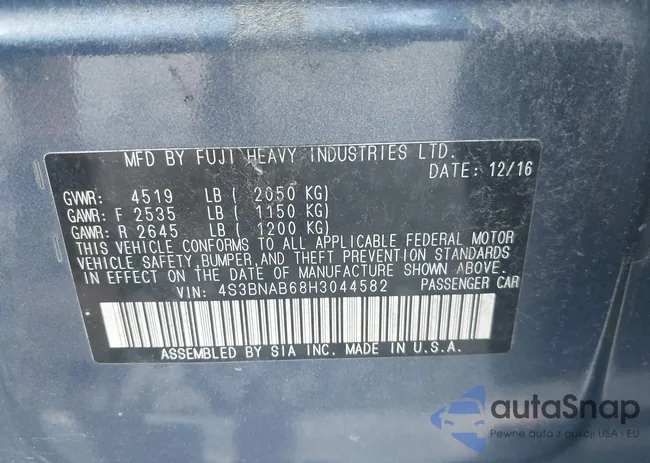 MFD BY FUJI HEAVY INDUSTRIES LTD.
DATE: 12/16
GVWR: 4519 LB ( 2050 KG)
GAWR: F 2535 LB ( 1150 KG)
GAWR: R 2645 LB ( 1200 KG)
THIS VEHICLE CONFORMS TO ALL APPLICABLE FEDERAL MOTOR
VEHICLE SAFETY, BUMPER, AND THEFT PREVENTION STANDARDS
IN EFFECT ON THE DATE OF MANUFACTURE SHOWN ABOVE.
VIN: 4S3BNAB68H3044582 PASSENGER CAR
ASSEMBLED BY SIA INC. MADE IN U.S.A.
autaSnap
Pewne auta z aukcji USA i EU